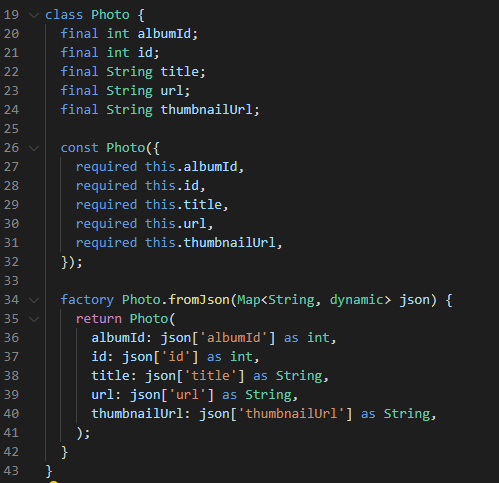 19 class Photo {
20   final int albumId;
21   final int id;
22   final String title;
23   final String url;
24   final String thumbnailUrl;
25
26   const Photo({
27     required this.albumId,
28     required this.id,
29     required this.title,
30     required this.url,
31     required this.thumbnailUrl,
32   });
33
34   factory Photo.fromJson(Map<String, dynamic> json) {
35     return Photo(
36       albumId: json['albumId'] as int,
37       id: json['id'] as int,
38       title: json['title'] as String,
39       url: json['url'] as String,
40       thumbnailUrl: json['thumbnailUrl'] as String,
41     );
42   }
43 }